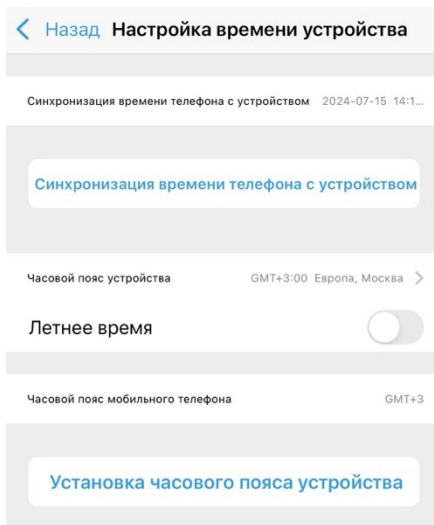 Назад Настройка времени устройства
Синхронизация времени телефона с устройством 2024-07-15 14:1...
Синхронизация времени телефона с устройством
Часовой пояс устройства GMT+3:00 Европа, Москва
Летнее время
Часовой пояс мобильного телефона GMT+3
Установка часового пояса устройства